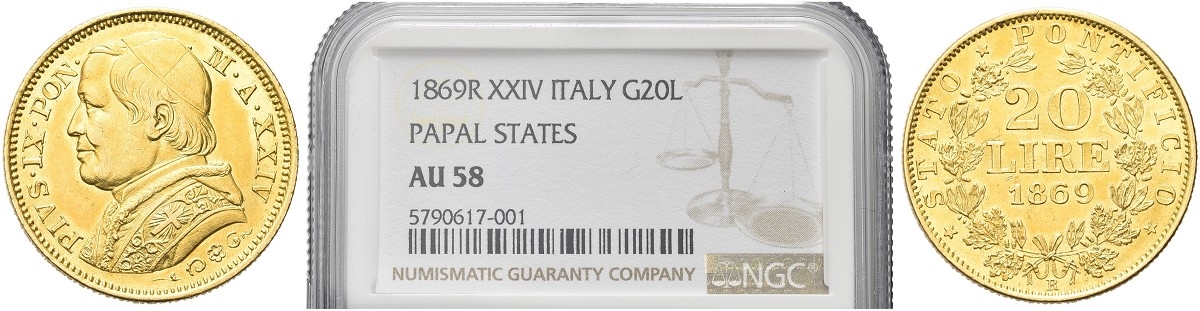 PIVS·IX·PON· M·A·XXIV
1869R XXIV ITALY G20L
PAPAL STATES
AU 58
5790617-001
NUMISMATIC GUARANTY COMPANY
NGC®
STATO * PONTIFICIO
20
LIRE
1869
R